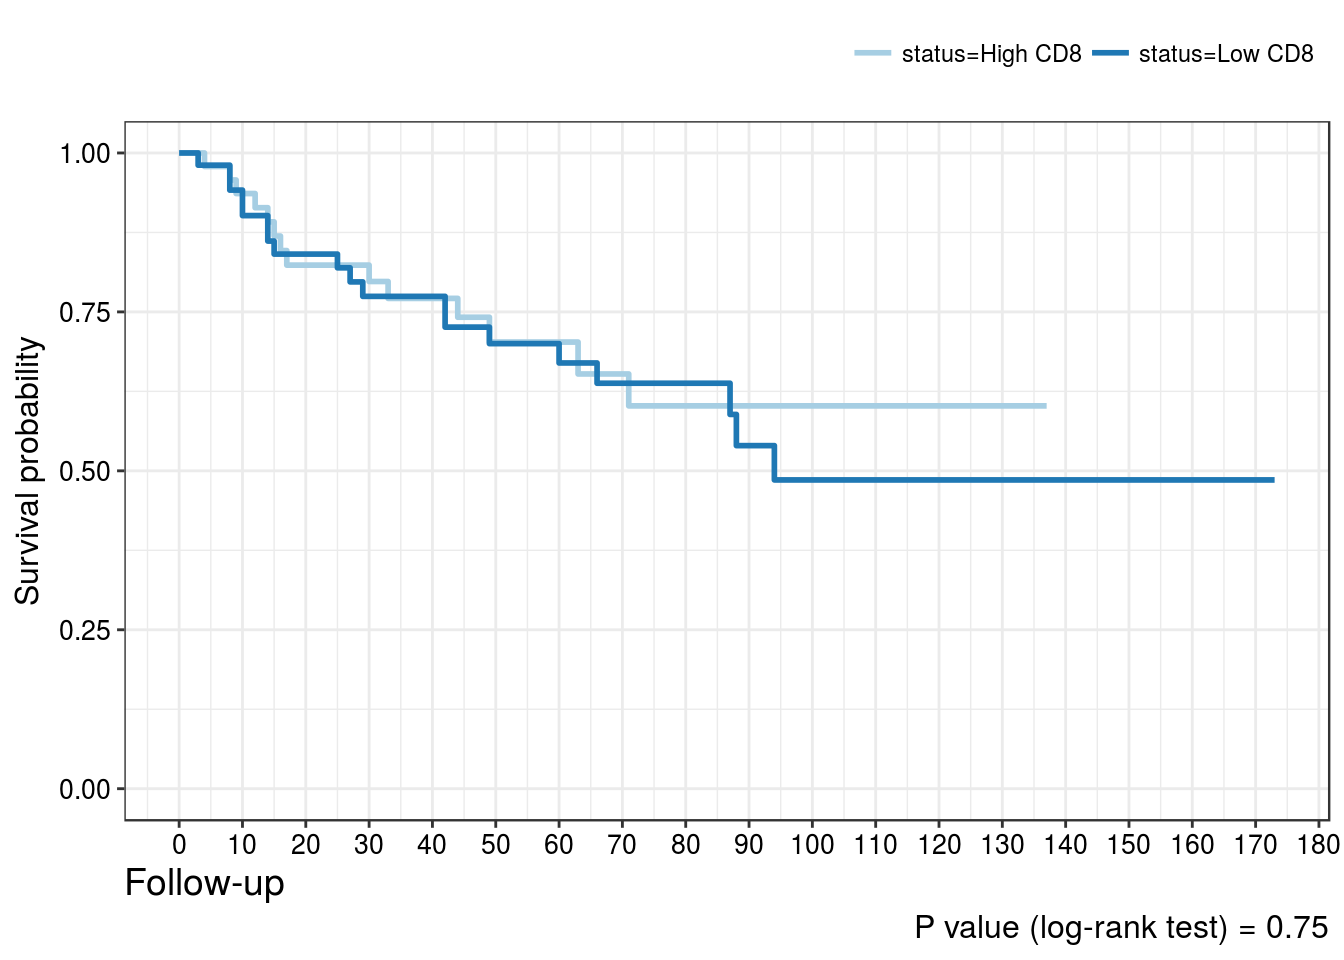 status=High CD8 status=Low CD8
1.00
0.75
0.50
0.25
0.00
Survival probability
0 10 20 30 40 50 60 70 80 90 100 110 120 130 140 150 160 170 180
Follow-up
P value (log-rank test) = 0.75